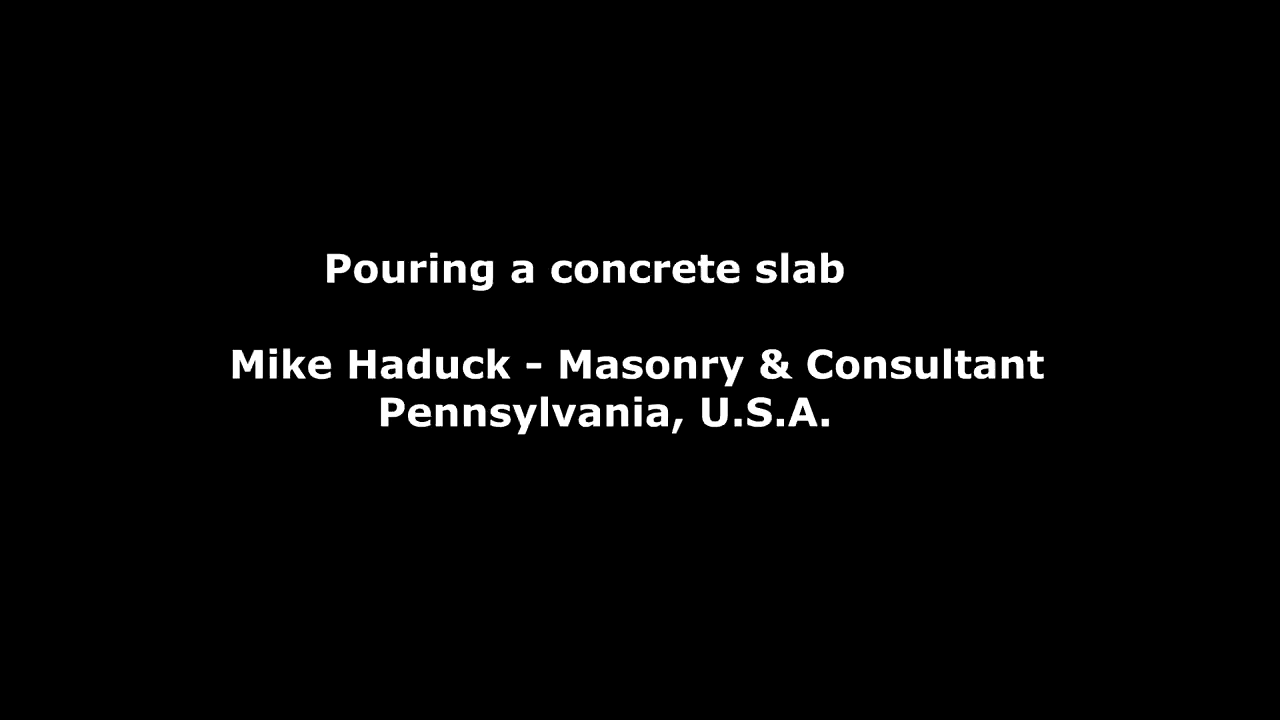 Pouring a concrete slab
Mike Haduck - Masonry & Consultant
Pennsylvania, U.S.A.